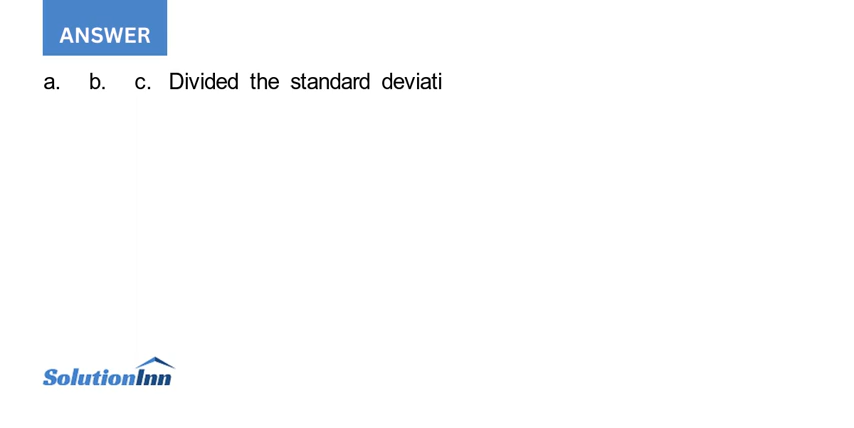 ANSWER
a. b. c. Divided the standard deviati
SolutionInn